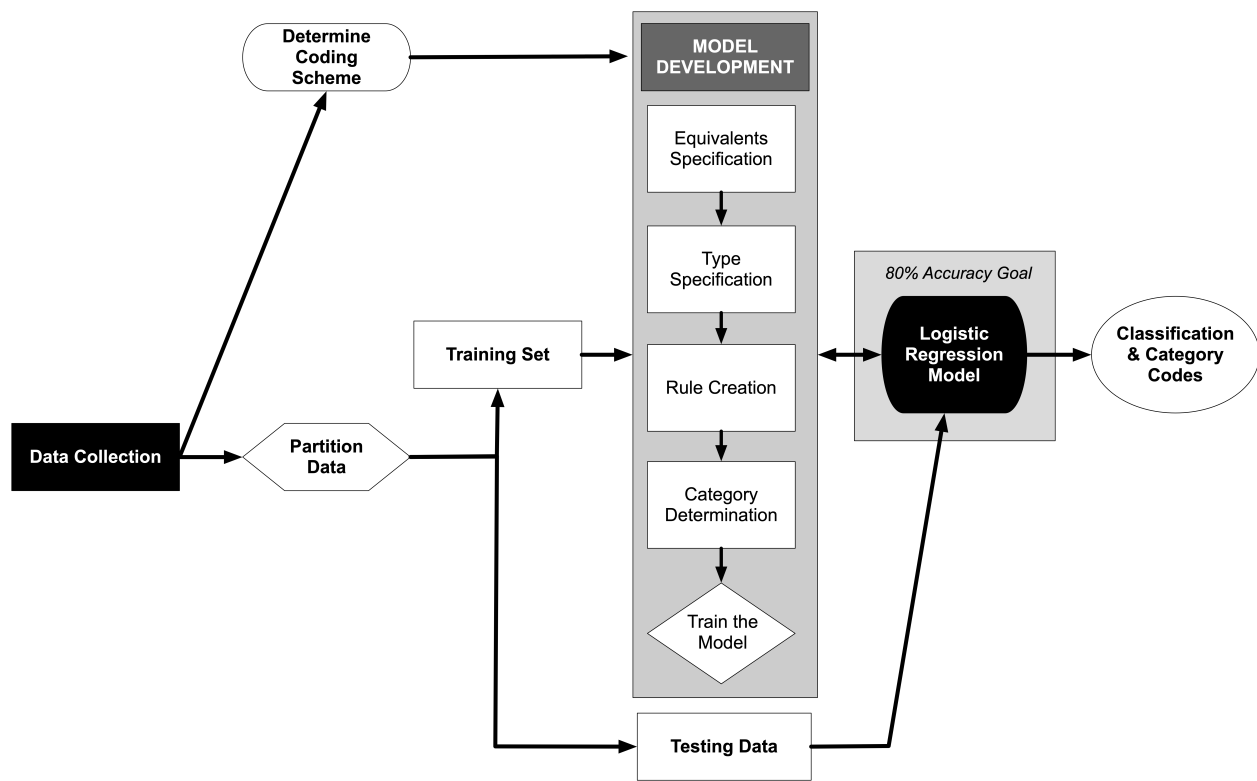 Determine
Coding
Scheme
MODEL
DEVELOPMENT
Equivalents
Specification
Type
Specification
80% Accuracy Goal
Training Set
Logistic
Regression
Model
Classification
& Category
Codes
Rule Creation
Data Collection
Partition
Data
Category
Determination
Train the
Model
Testing Data